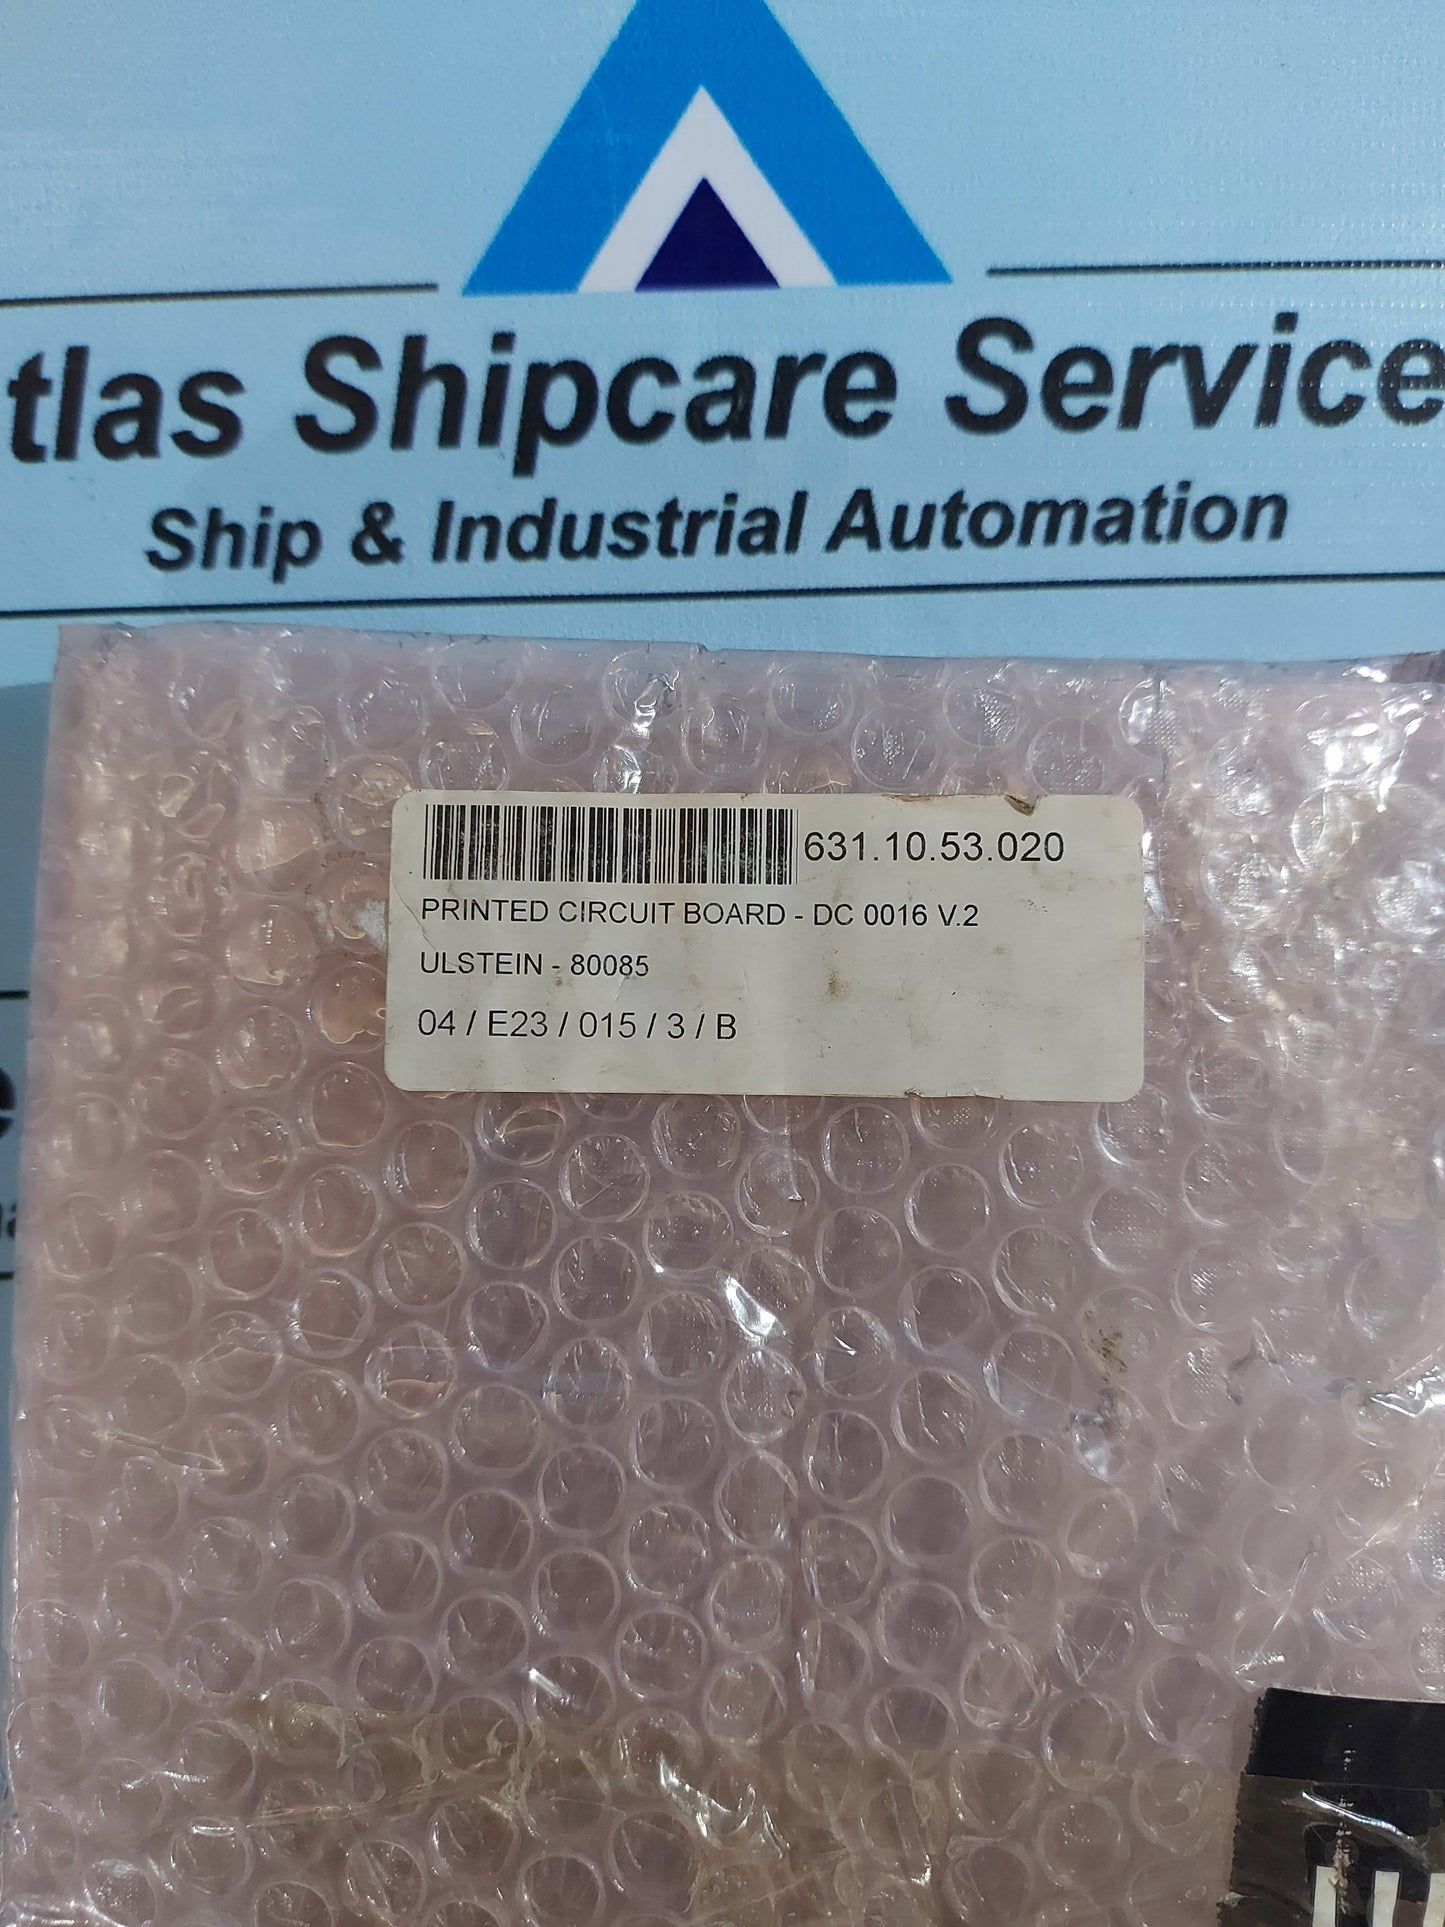 tlas Shipcare Service
Ship & Industrial Automation
631.10.53.020
PRINTED CIRCUIT BOARD - DC 0016 V.2
ULSTEIN - 80085
04 / E23 / 015 / 3 / B